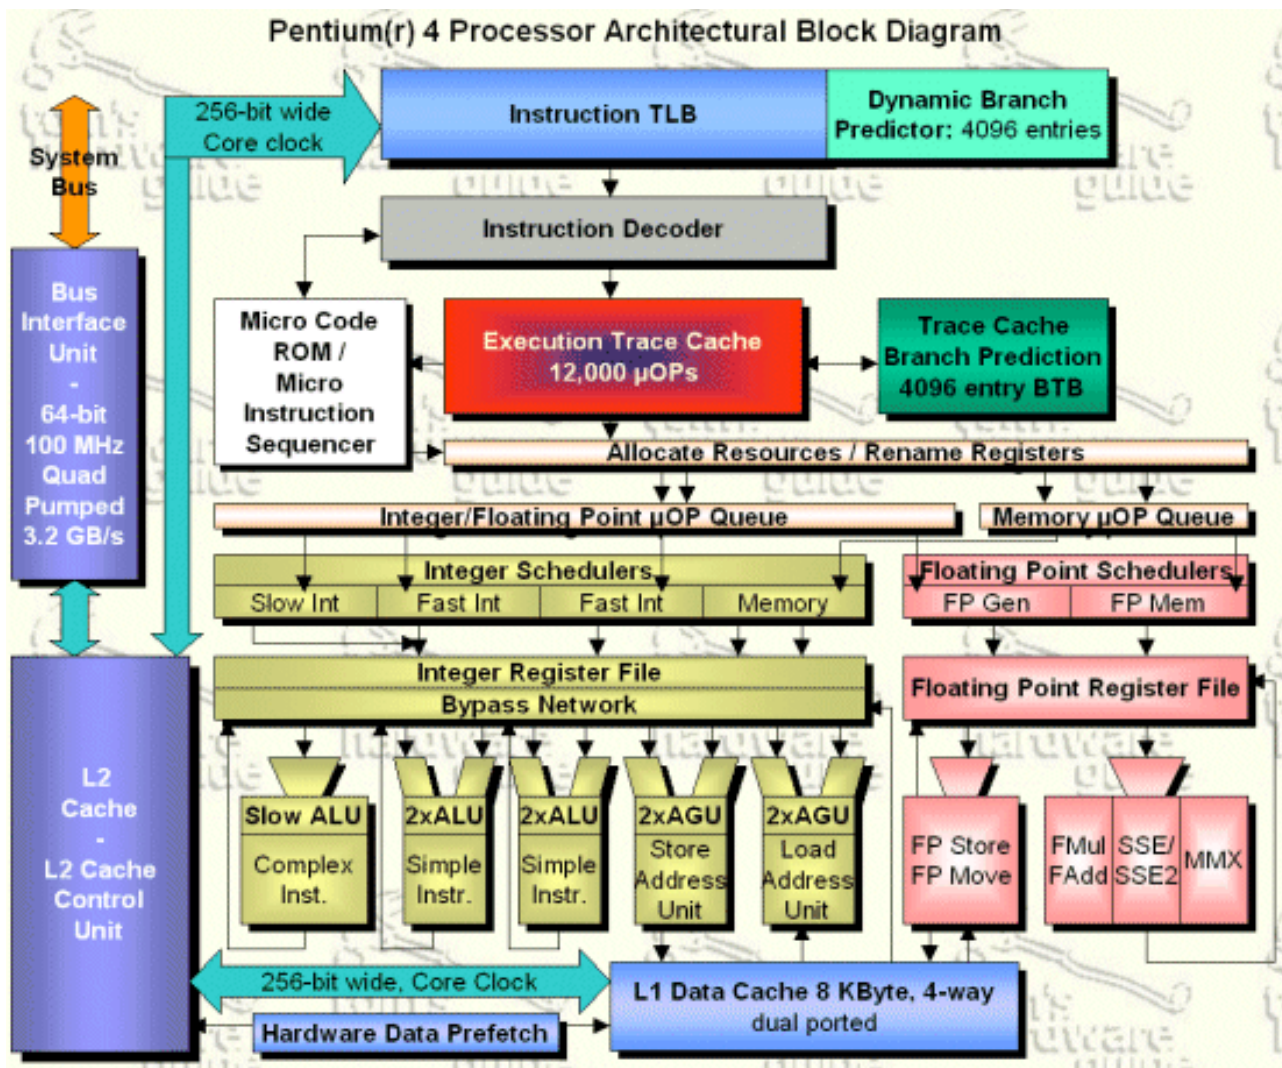 Pentium(r) 4 Processor Architectural Block Diagram
256-bit wide
Core clock
Instruction TLB
Dynamic Branch
Predictor: 4096 entries
System
Bus
Instruction Decoder
Bus
Interface
Unit
-
64-bit
100 MHz
Quad
Pumped
3.2 GB/s
Micro Code
ROM /
Micro
Instruction
Sequencer
Execution Trace Cache
12,000 µOPs
Trace Cache
Branch Prediction
4096 entry BTB
Allocate Resources / Rename Registers
Integer/Floating Point µOP Queue
Memory µOP Queue
Integer Schedulers
Slow Int
Fast Int
Fast Int
Memory
Floating Point Schedulers
FP Gen
FP Mem
Integer Register File
Bypass Network
Floating Point Register File
L2
Cache
-
L2 Cache
Control
Unit
Slow ALU
Complex
Inst.
2xALU
Simple
Instr.
2xALU
Simple
Instr.
2xAGU
Store
Address
Unit
2xAGU
Load
Address
Unit
FP Store
FP Move
FMul
FAdd
SSE/
SSE2
MMX
256-bit wide, Core Clock
L1 Data Cache 8 KByte, 4-way
dual ported
Hardware Data Prefetch